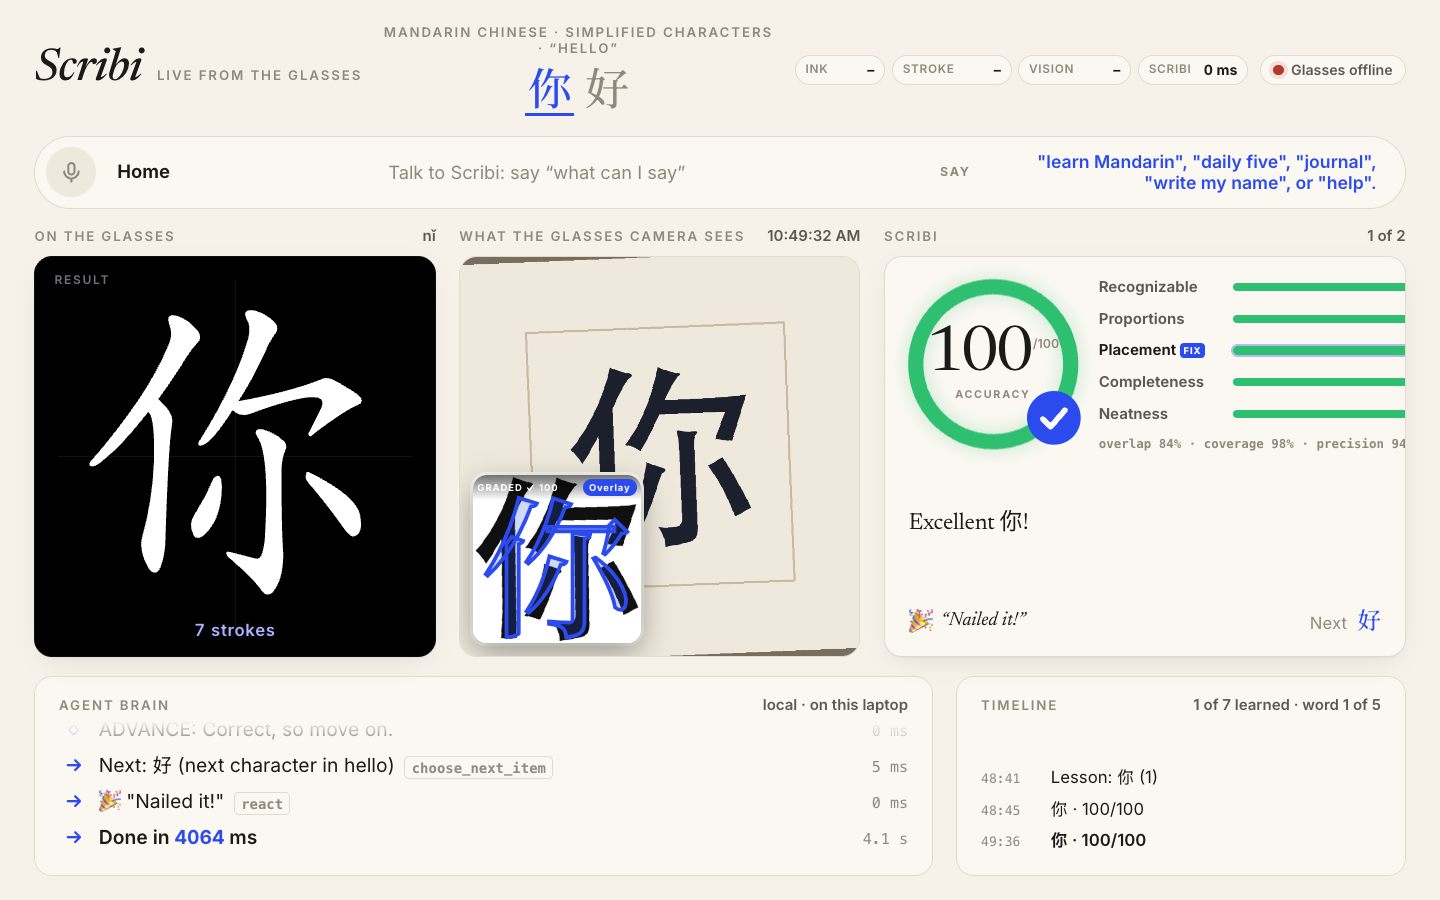 Scribi LIVE FROM THE GLASSES
MANDARIN CHINESE · SIMPLIFIED CHARACTERS
· “HELLO”
你 好
INK –
STROKE –
VISION –
SCRIBI 0 ms
Glasses offline
Home
Talk to Scribi: say “what can I say”
SAY
"learn Mandarin", "daily five", "journal",
"write my name", or "help".
ON THE GLASSES nǐ
RESULT
你
7 strokes
WHAT THE GLASSES CAMERA SEES 10:49:32 AM
你
GRADED ✓ 100 Overlay
你
SCRIBI 1 of 2
100/100
ACCURACY
Recognizable
Proportions
Placement FIX
Completeness
Neatness
overlap 84% · coverage 98% · precision 94
Excellent 你!
🎉 “Nailed it!”
Next 好
AGENT BRAIN local · on this laptop
ADVANCE: Correct, so move on. 0 ms
Next: 好 (next character in hello) choose_next_item 5 ms
🎉 "Nailed it!" react 0 ms
Done in 4064 ms 4.1 s
TIMELINE 1 of 7 learned · word 1 of 5
48:41 Lesson: 你 (1)
48:45 你 · 100/100
49:36 你 · 100/100